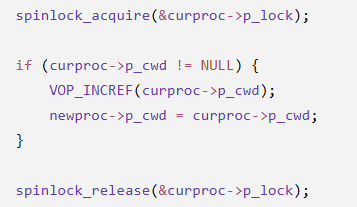 spinlock_acquire(&curproc->p_lock);
if (curproc->p_cwd != NULL) {
VOP_INCREF(curproc->p_cwd);
newproc->p_cwd = curproc->p_cwd;
}
spinlock_release(&curproc->p_lock);